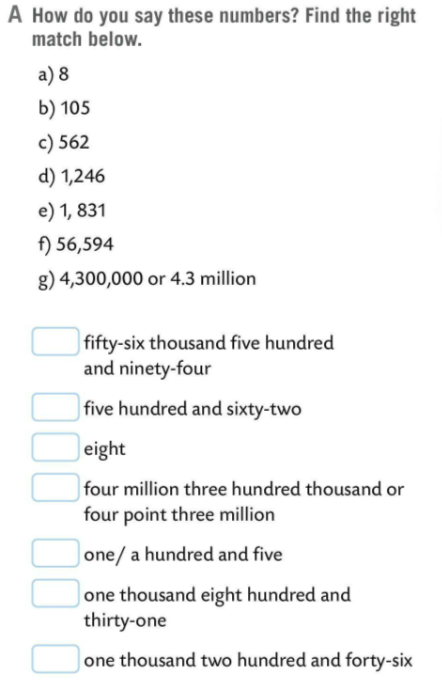 A How do you say these numbers? Find the right
match below.
a) 8
b) 105
c) 562
d) 1,246
e) 1, 831
f) 56,594
g) 4,300,000 or 4.3 million
fifty-six thousand five hundred
and ninety-four
five hundred and sixty-two
eight
four million three hundred thousand or
four point three million
one/ a hundred and five
one thousand eight hundred and
thirty-one
one thousand two hundred and forty-six